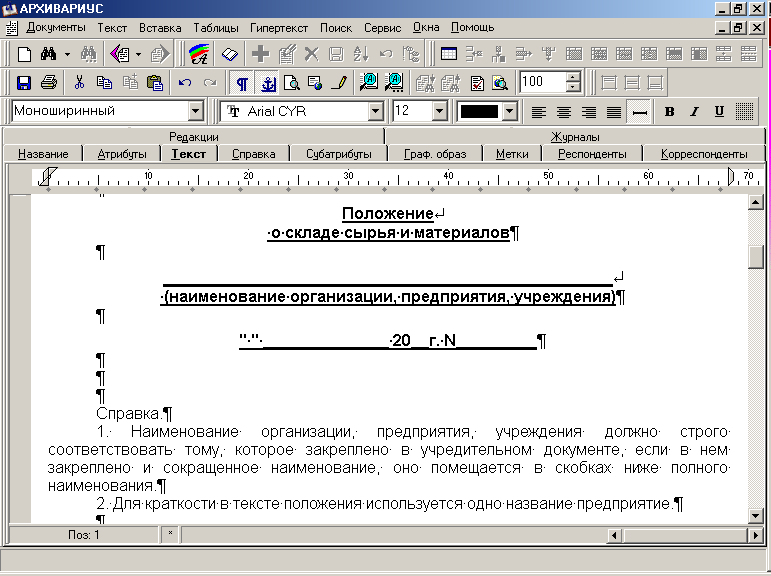 АРХИВАРИУС
Документы Текст Вставка Таблицы Гипертекст Поиск Сервис Окна Помощь
100
Моноширинный Arial CYR 12 B I U
Редакции Журналы
Название Атрибуты Текст Справка Субатрибуты Граф. образ Метки Респонденты Корреспонденты
10 20 30 40 50 60 70
Положение↵
·о·складе·сырья·и·материалов¶
¶
__________________________________________________↵
·(наименование·организации,·предприятия,·учреждения)¶
¶
"·"·______________·20__г.·N_________¶
¶
¶
¶
Справка.¶
1.· Наименование· организации,· предприятия,· учреждения· должно· строго·
соответствовать· тому,· которое· закреплено· в· учредительном· документе,· если· в· нем·
закреплено· и· сокращенное· наименование,· оно· помещается· в· скобках· ниже· полного·
наименования.¶
2.·Для·краткости·в·тексте·положения·используется·одно·название·предприятие.¶
¶
Поз: 1 *